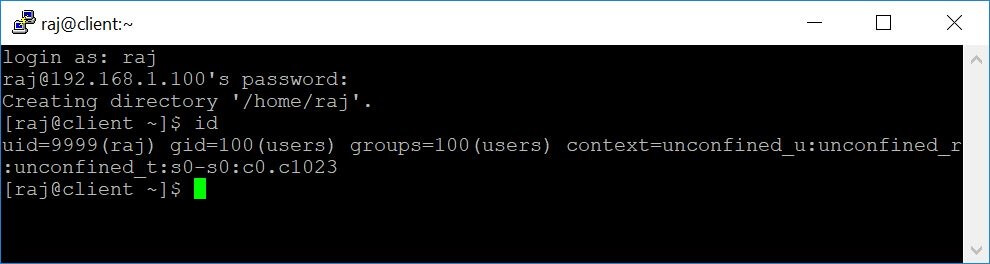 raj@client:~
login as: raj
raj@192.168.1.100's password:
Creating directory '/home/raj'.
[raj@client ~]$ id
uid=9999(raj) gid=100(users) groups=100(users) context=unconfined_u:unconfined_r
:unconfined_t:s0-s0:c0.c1023
[raj@client ~]$